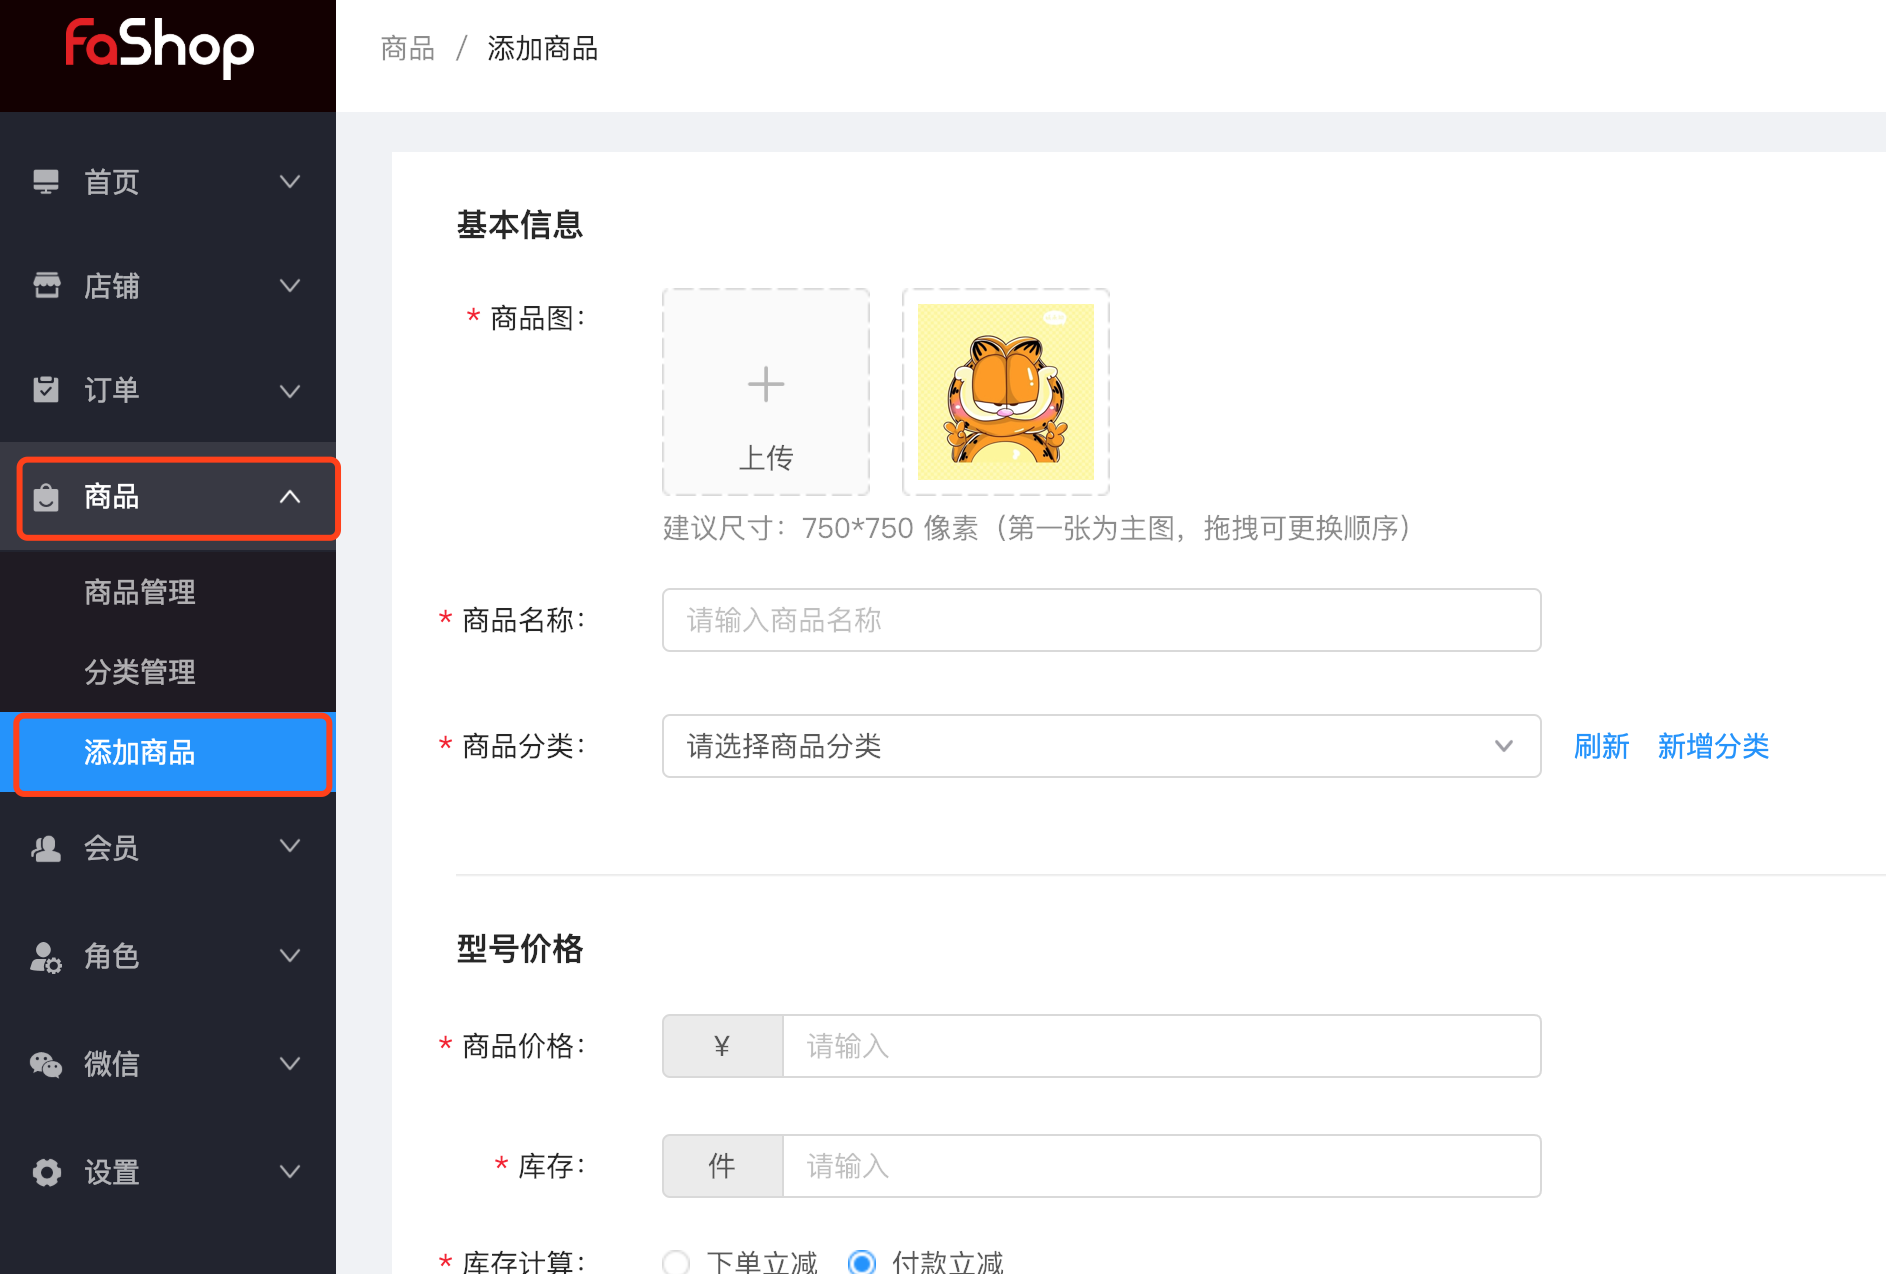 FaShop
首页
店铺
订单
商品
商品管理
分类管理
添加商品
会员
角色
微信
设置
商品 / 添加商品
基本信息
* 商品图:
上传
建议尺寸：750*750 像素（第一张为主图，拖拽可更换顺序）
* 商品名称:
请输入商品名称
* 商品分类:
请选择商品分类
刷新 新增分类
型号价格
* 商品价格:
¥ 请输入
* 库存:
件 请输入
* 库存计算:
下单立减 付款立减